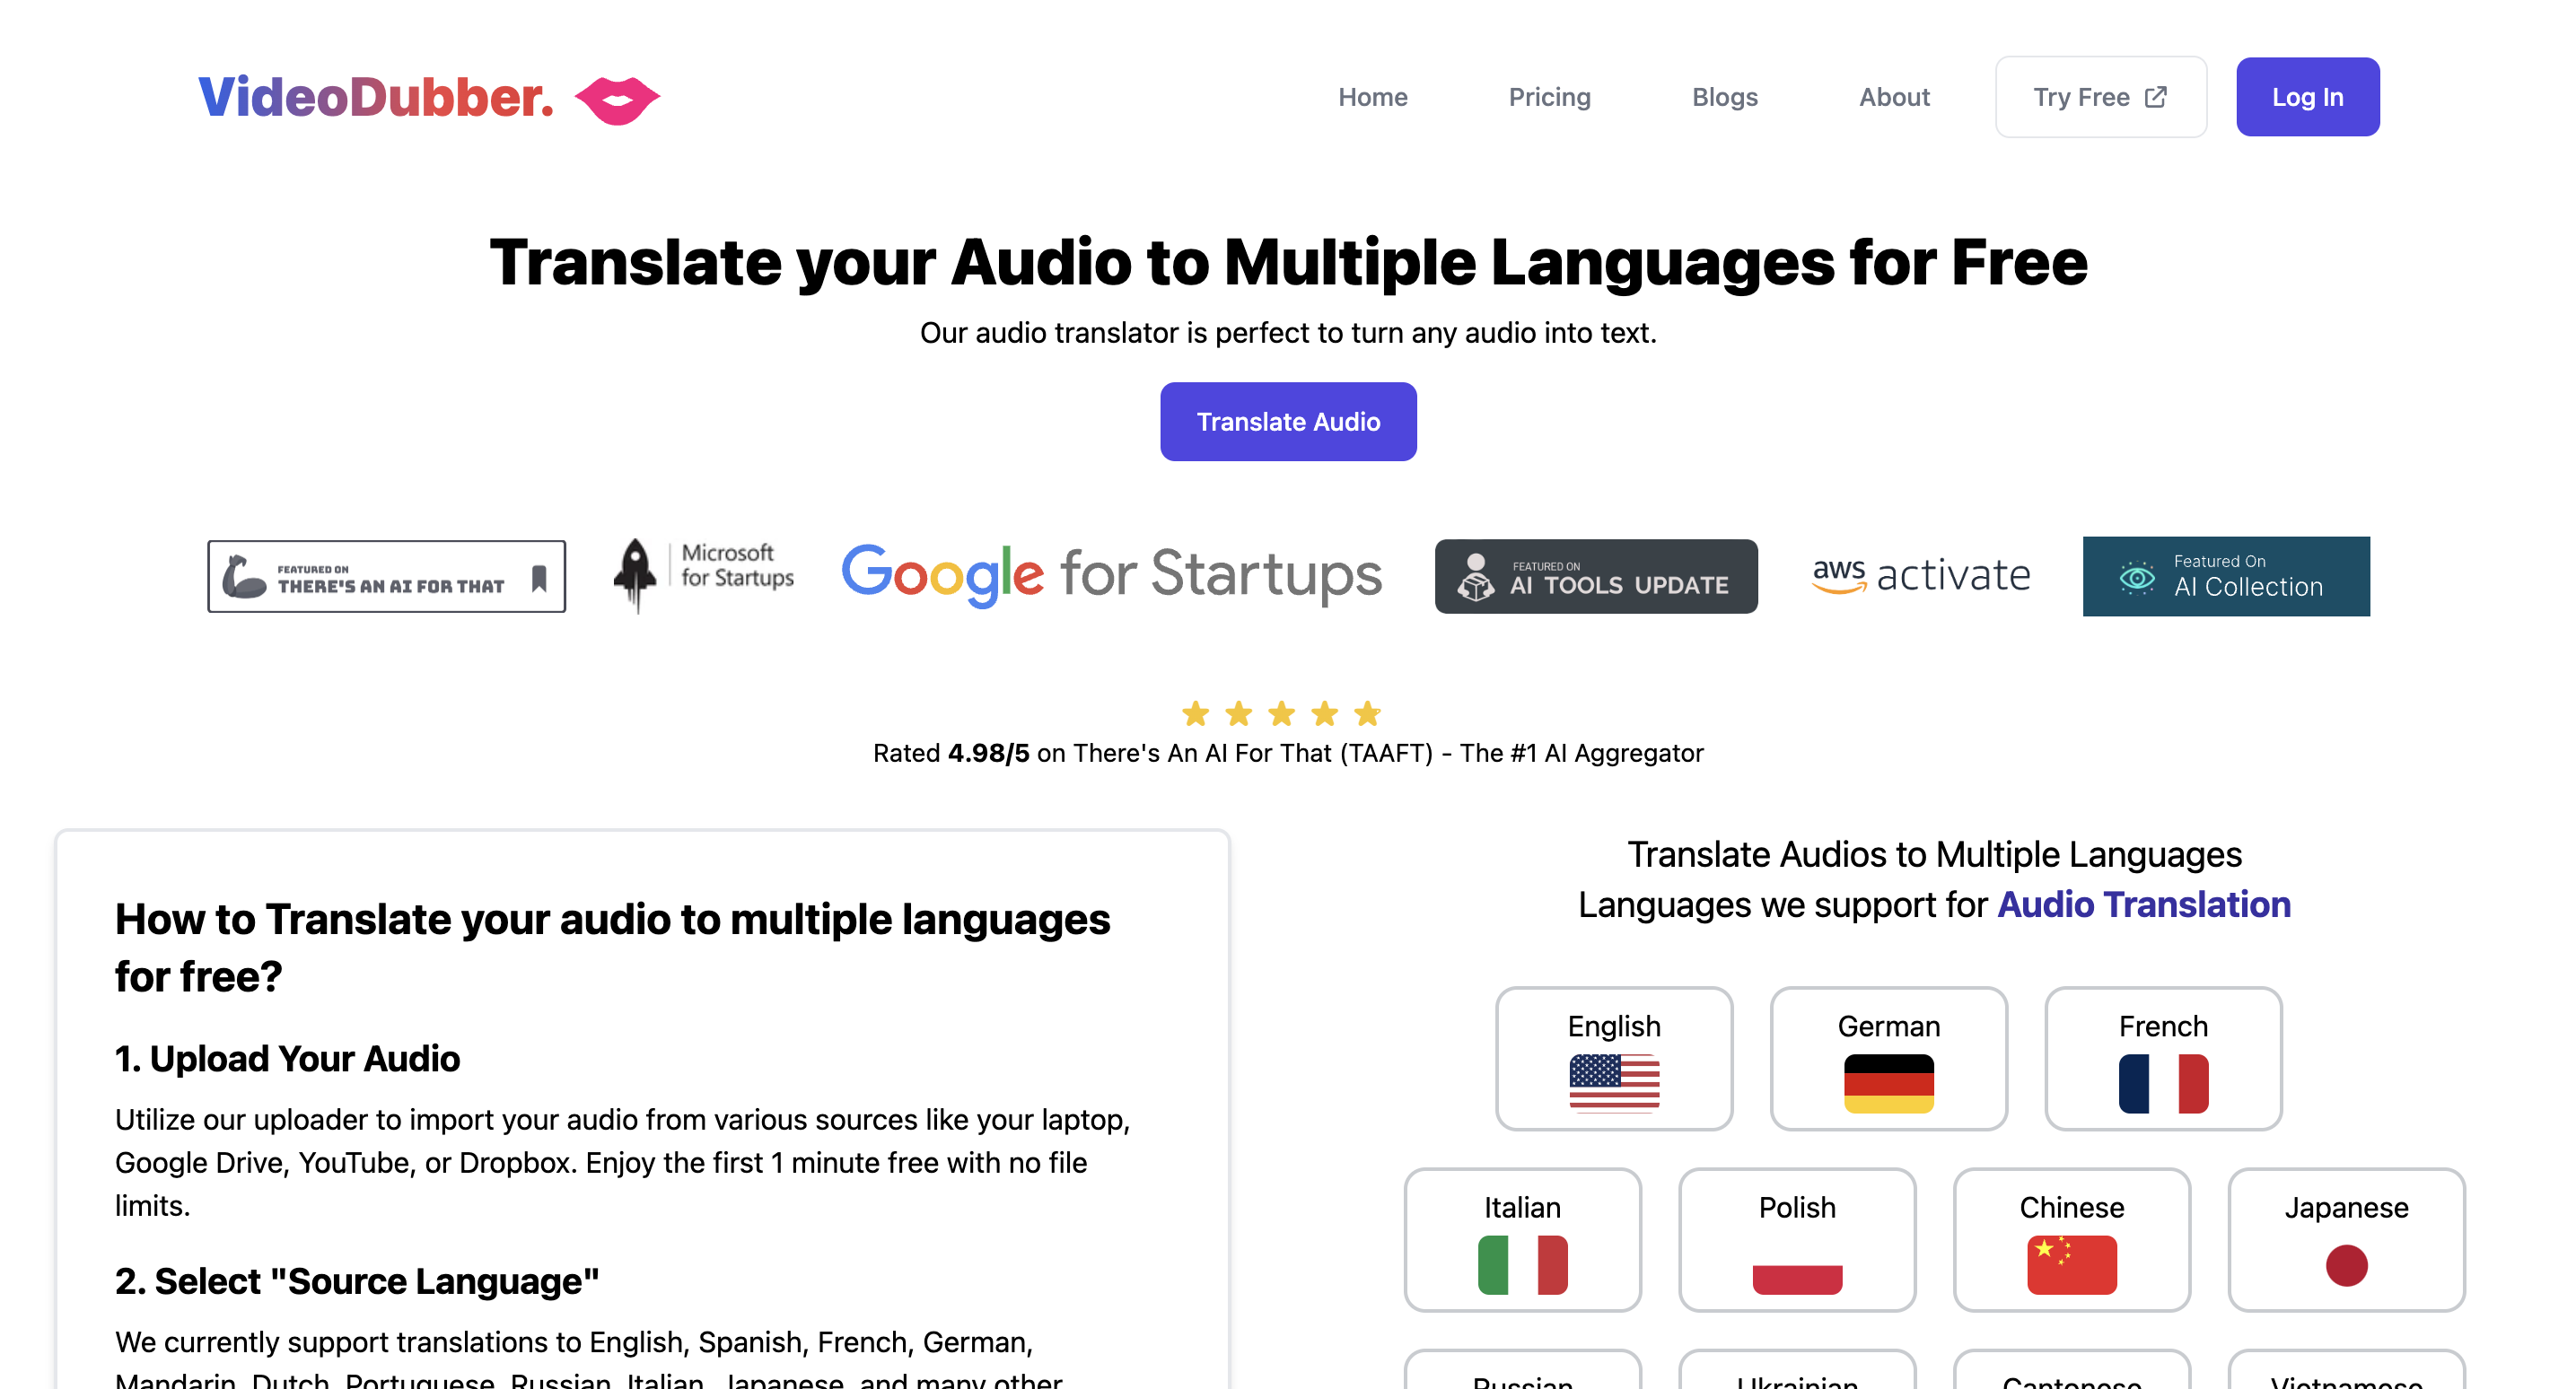 VideoDubber.
Home
Pricing
Blogs
About
Try Free
Log In
Translate your Audio to Multiple Languages for Free
Our audio translator is perfect to turn any audio into text.
Translate Audio
FEATURED ON
THERE'S AN AI FOR THAT
Microsoft
for Startups
Google for Startups
FEATURED ON
AI TOOLS UPDATE
aws activate
Featured On
AI Collection
Rated 4.98/5 on There's An AI For That (TAAFT) - The #1 AI Aggregator
How to Translate your audio to multiple languages
for free?
1. Upload Your Audio
Utilize our uploader to import your audio from various sources like your laptop,
Google Drive, YouTube, or Dropbox. Enjoy the first 1 minute free with no file
limits.
2. Select "Source Language"
We currently support translations to English, Spanish, French, German,
Mandarin, Dutch, Portuguese, Russian, Italian, Japanese, and many other
Translate Audios to Multiple Languages
Languages we support for Audio Translation
English
German
French
Italian
Polish
Chinese
Japanese
Russian
Ukrainian
Cantonese
Vietnamese